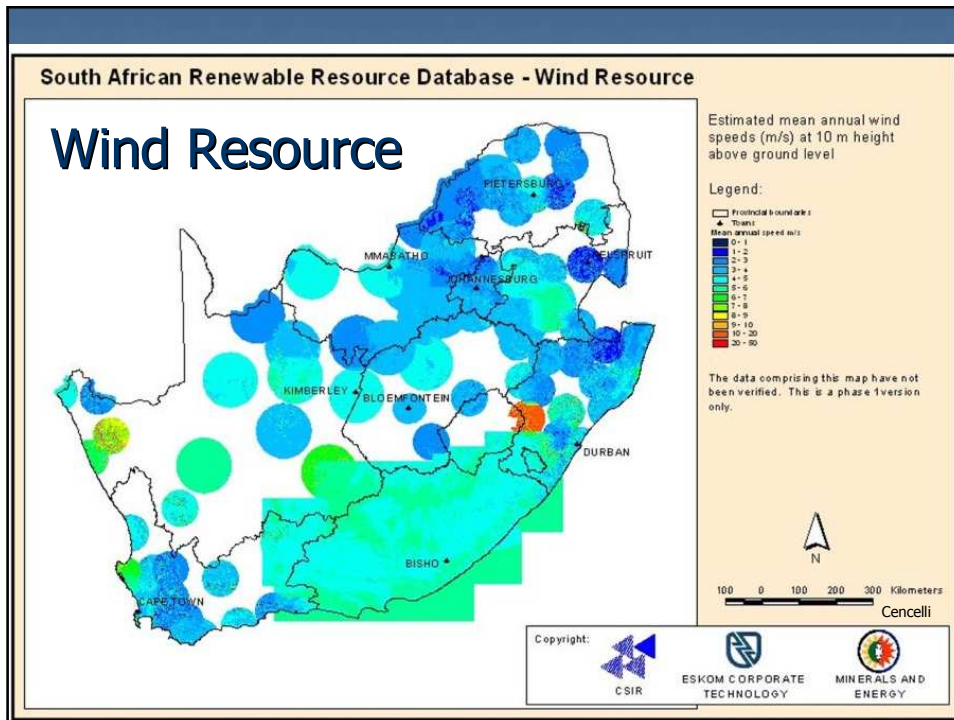 South African Renewable Resource Database - Wind Resource
Wind Resource
PIETERSBURG
MMABATHO
NELSPRUIT
JOHANNESBURG
KIMBERLEY
BLOEMFONTEIN
DURBAN
BISHO
CAPE TOWN
Estimated mean annual wind
speeds (m/s) at 10 m height
above ground level
Legend:
Provincial boundaries
Towns
Mean annual speed m/s
0 - 1
1 - 2
2 - 3
3 - 4
4 - 5
5 - 6
6 - 7
7 - 8
8 - 9
9 - 10
10 - 20
20 - 50
The data comprising this map have not
been verified. This is a phase 1version
only.
N
100 0 100 200 300 Kilometers
Cencelli
Copyright:
CSIR
ESKOM CORPORATE
TECHNOLOGY
MINERALS AND
ENERGY